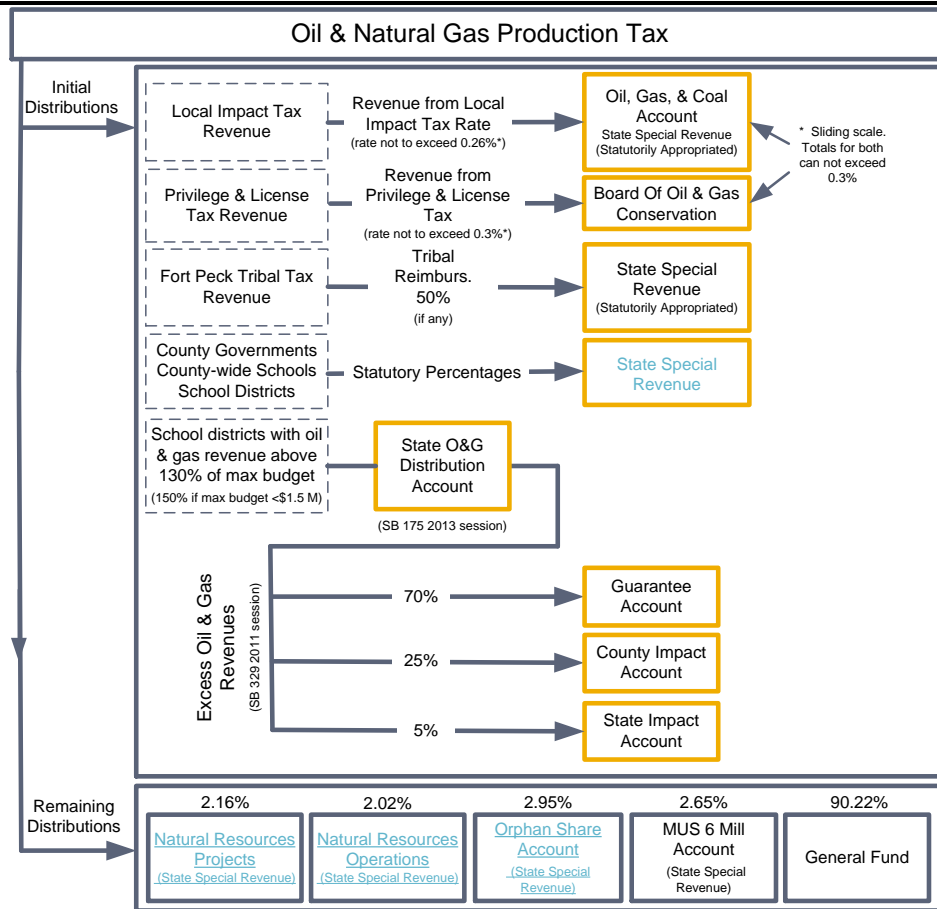 Oil & Natural Gas Production Tax
Initial
Distributions
Local Impact Tax
Revenue
Revenue from Local
Impact Tax Rate
(rate not to exceed 0.26%*)
Oil, Gas, & Coal
Account
State Special Revenue
(Statutorily Appropriated)
* Sliding scale.
Totals for both
can not exceed
0.3%
Privilege & License
Tax Revenue
Revenue from
Privilege & License
Tax
(rate not to exceed 0.3%*)
Board Of Oil & Gas
Conservation
Fort Peck Tribal Tax
Revenue
Tribal
Reimburs.
50%
(if any)
State Special
Revenue
(Statutorily Appropriated)
County Governments
County-wide Schools
School Districts
Statutory Percentages
State Special
Revenue
School districts with oil
& gas revenue above
130% of max budget
(150% if max budget <$1.5 M)
State O&G
Distribution
Account
(SB 175 2013 session)
Excess Oil & Gas
Revenues
(SB 329 2011 session)
70%
Guarantee
Account
25%
County Impact
Account
5%
State Impact
Account
Remaining
Distributions
2.16%
Natural Resources
Projects
(State Special Revenue)
2.02%
Natural Resources
Operations
(State Special Revenue)
2.95%
Orphan Share
Account
(State Special
Revenue)
2.65%
MUS 6 Mill
Account
(State Special
Revenue)
90.22%
General Fund